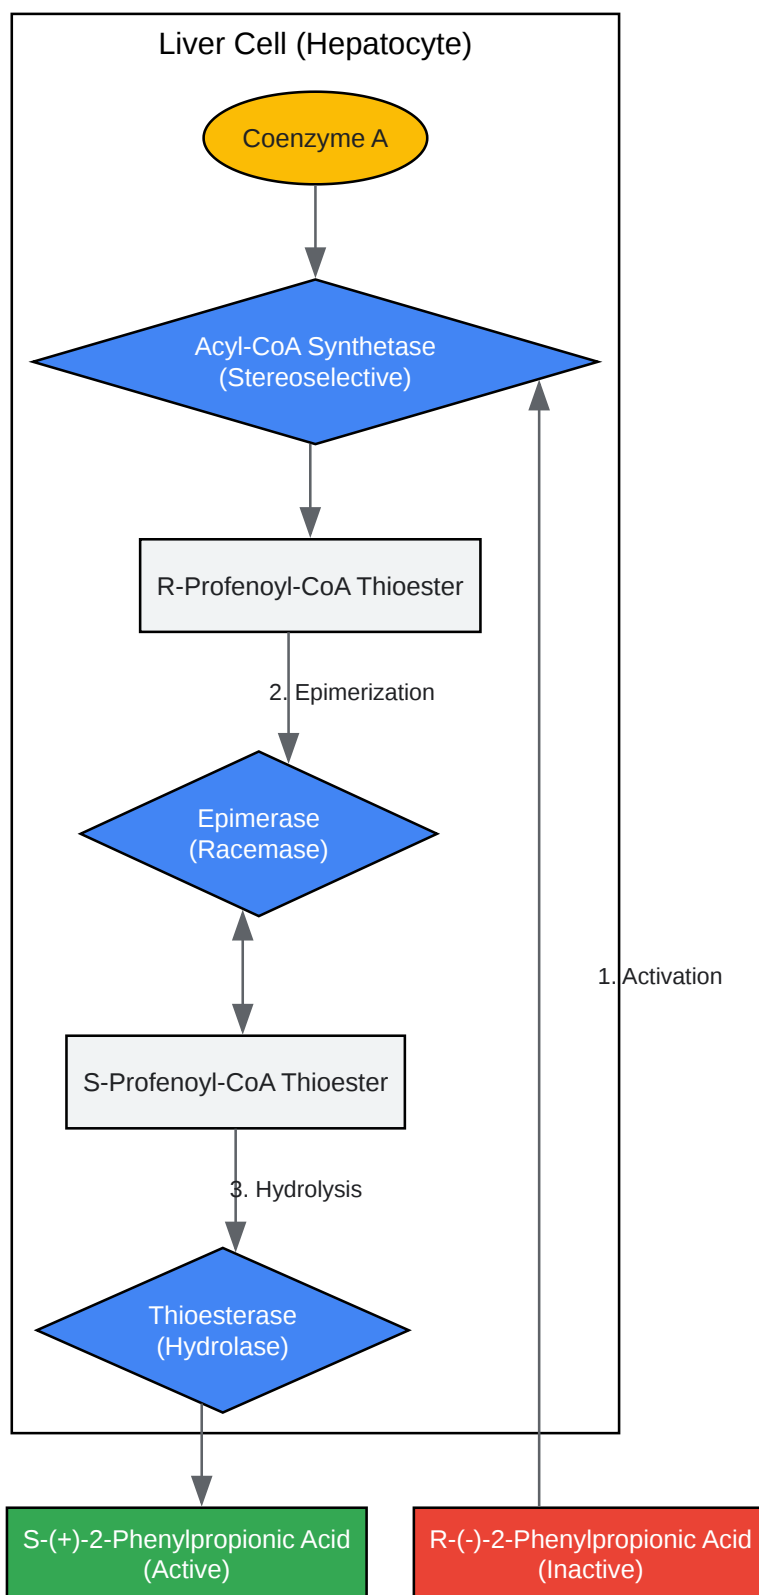 Liver Cell (Hepatocyte)
Coenzyme A
Acyl-CoA Synthetase
(Stereoselective)
R-Profenoyl-CoA Thioester
2. Epimerization
Epimerase
(Racemase)
1. Activation
S-Profenoyl-CoA Thioester
3. Hydrolysis
Thioesterase
(Hydrolase)
S-(+)-2-Phenylpropionic Acid
(Active)
R-(-)-2-Phenylpropionic Acid
(Inactive)